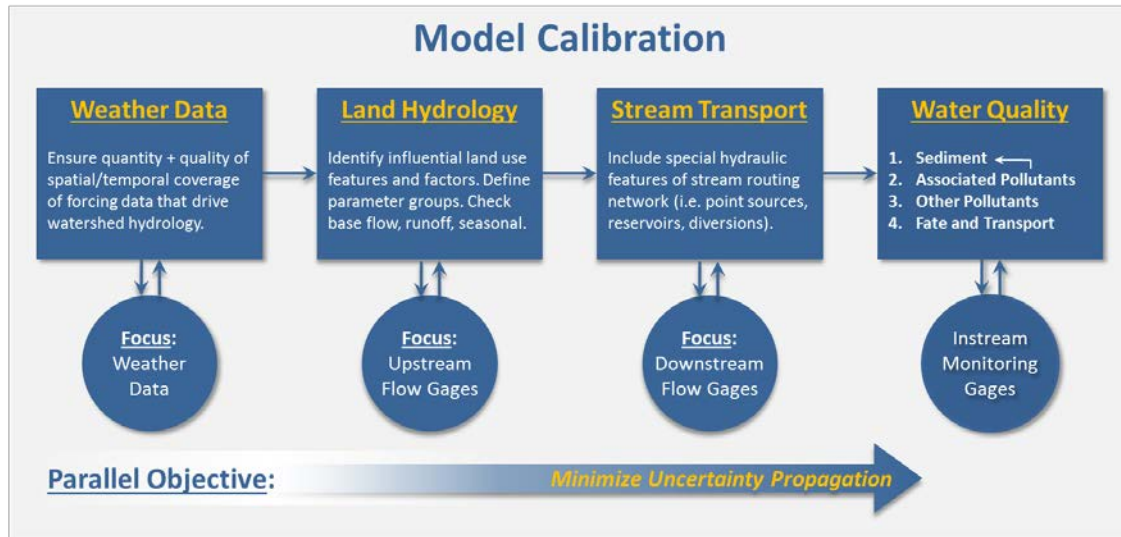 Model Calibration
Weather Data
Ensure quantity + quality of
spatial/temporal coverage
of forcing data that drive
watershed hydrology.
Land Hydrology
Identify influential land use
features and factors. Define
parameter groups. Check
base flow, runoff, seasonal.
Stream Transport
Include special hydraulic
features of stream routing
network (i.e. point sources,
reservoirs, diversions).
Water Quality
1. Sediment
2. Associated Pollutants
3. Other Pollutants
4. Fate and Transport
Focus:
Weather
Data
Focus:
Upstream
Flow Gages
Focus:
Downstream
Flow Gages
Instream
Monitoring
Gages
Parallel Objective:
Minimize Uncertainty Propagation